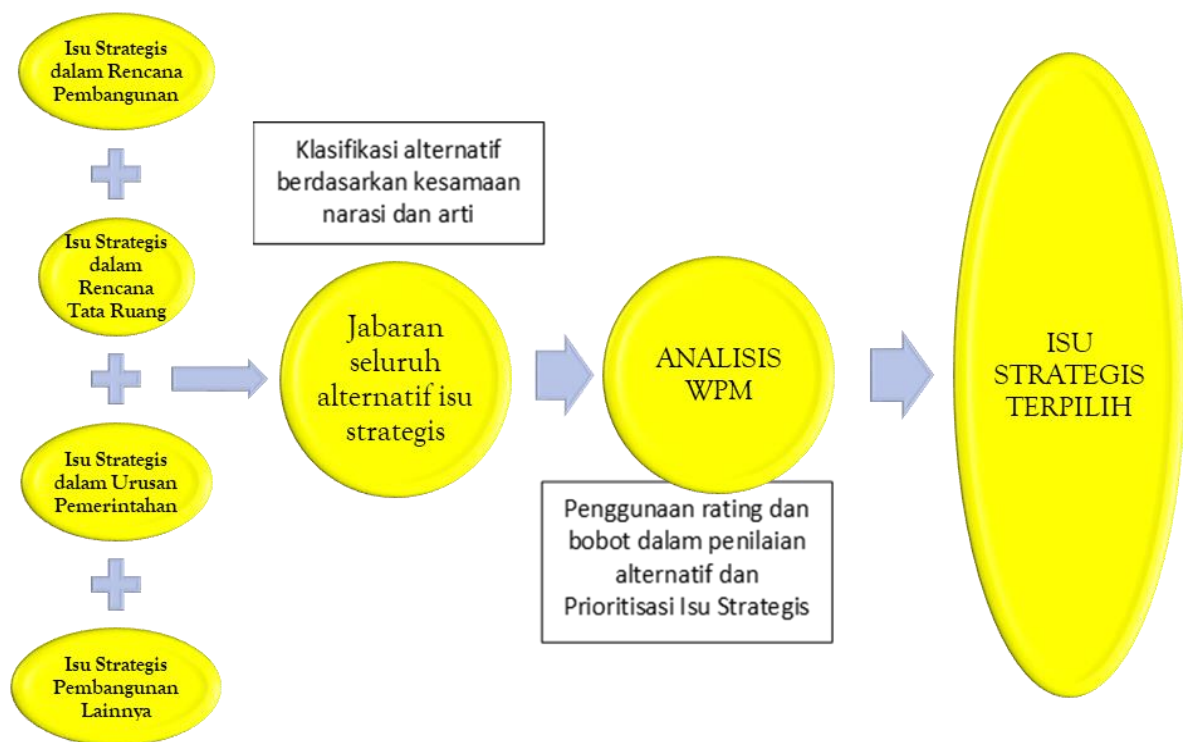 Isu Strategis
dalam Rencana
Pembangunan
Isu Strategis
dalam
Rencana
Tata Ruang
Isu Strategis
dalam Urusan
Pemerintahan
Isu Strategis
Pembangunan
Lainnya
Klasifikasi alternatif
berdasarkan kesamaan
narasi dan arti
Jabaran
seluruh
alternatif isu
strategis
ANALISIS
WPM
Penggunaan rating dan
bobot dalam penilaian
alternatif dan
Prioritisasi Isu Strategis
ISU
STRATEGIS
TERPILIH